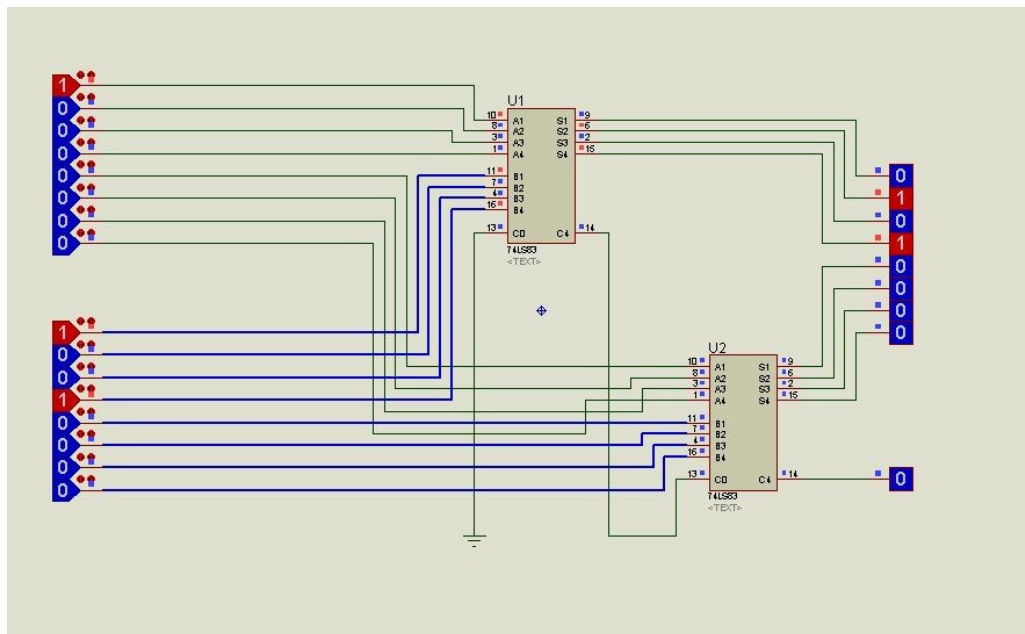 1
0
0
0
0
0
0
0
1
0
0
1
0
0
0
0
U1
10 A1 S1 9
8 A2 S2 6
3 A3 S3 2
1 A4 S4 15
11 B1
7 B2
4 B3
16 B4
13 C0 C4 14
74LS83
<TEXT>
U2
10 A1 S1 9
8 A2 S2 6
3 A3 S3 2
1 A4 S4 15
11 B1
7 B2
4 B3
16 B4
13 C0 C4 14
74LS83
<TEXT>
0
1
0
1
0
0
0
0
0